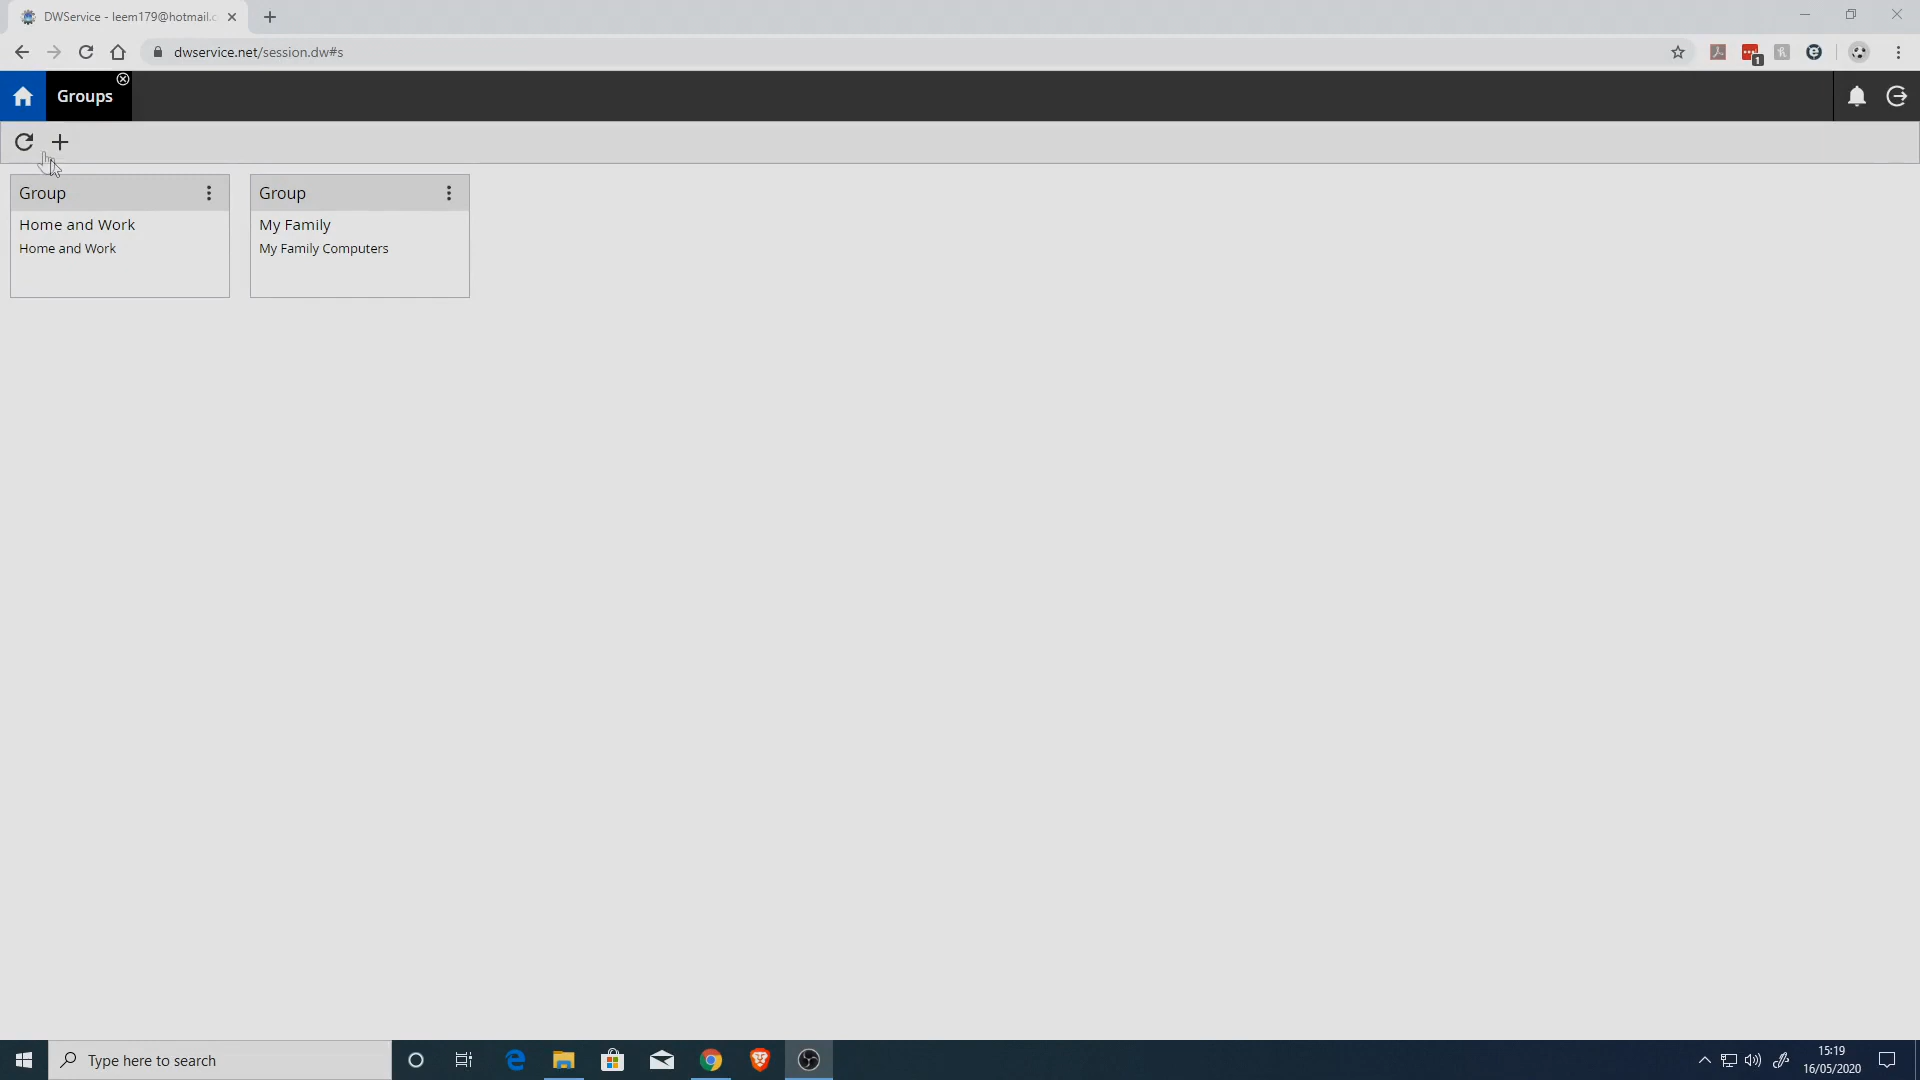 DWService - leem179@hotmail.c
dwservice.net/session.dw#s
1
Groups
Group
Home and Work
Home and Work
Group
My Family
My Family Computers
Type here to search
15:19
16/05/2020